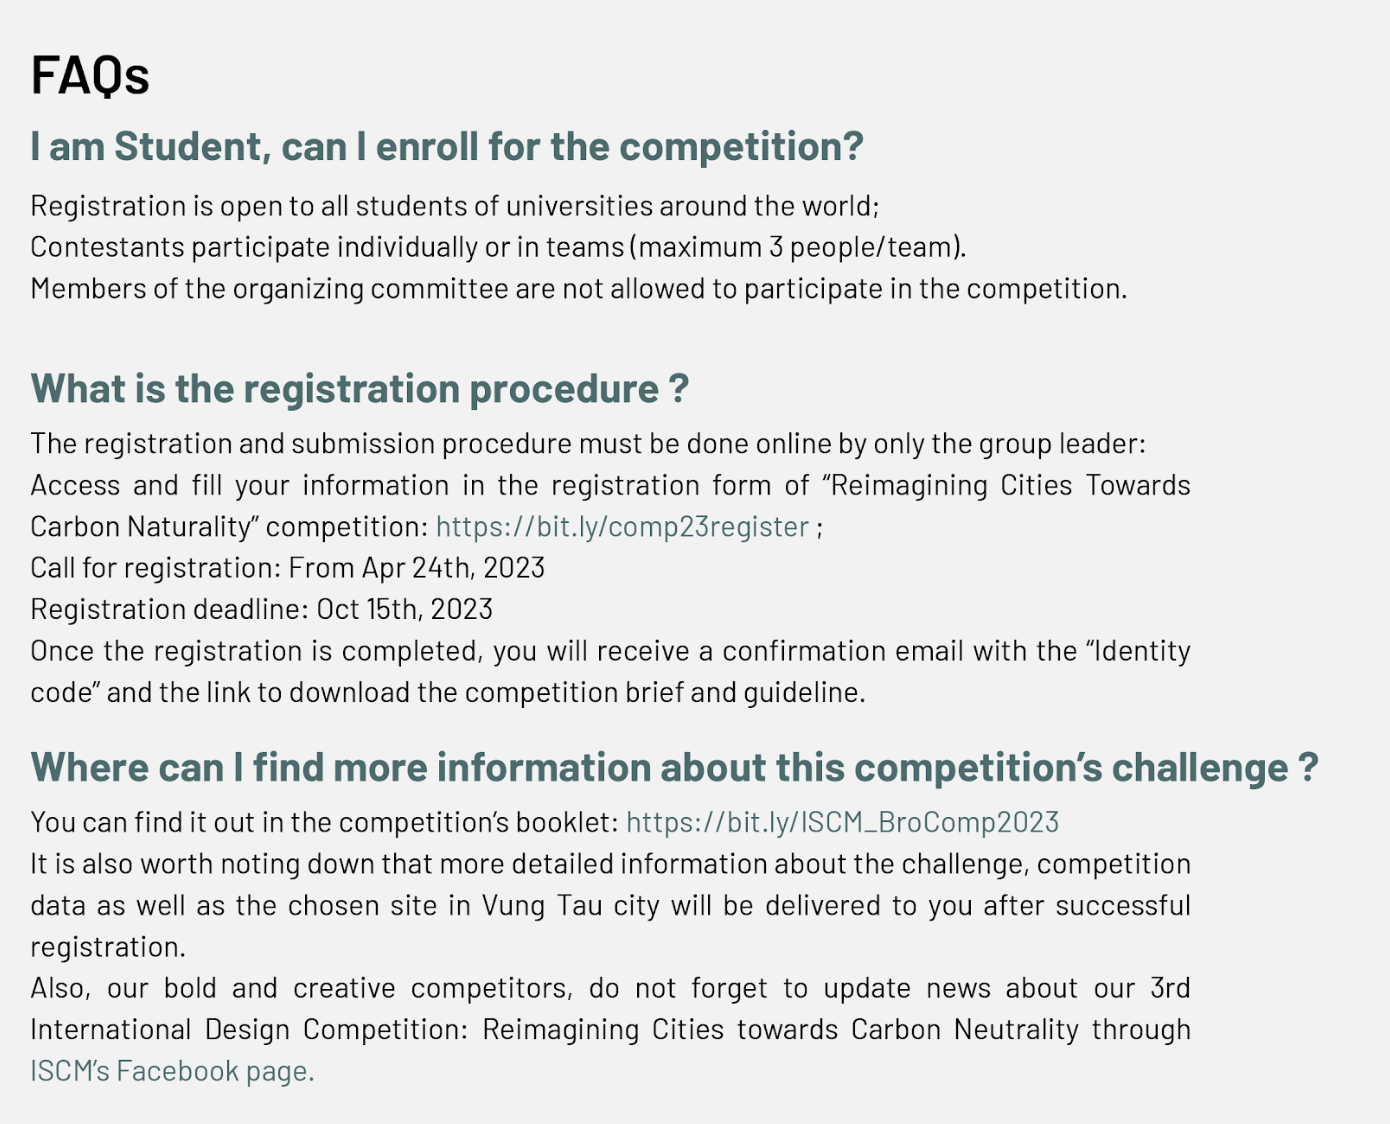 FAQs
I am Student, can I enroll for the competition?
Registration is open to all students of universities around the world;
Contestants participate individually or in teams (maximum 3 people/team).
Members of the organizing committee are not allowed to participate in the competition.
What is the registration procedure ?
The registration and submission procedure must be done online by only the group leader:
Access and fill your information in the registration form of “Reimagining Cities Towards
Carbon Naturality” competition: https://bit.ly/comp23register ;
Call for registration: From Apr 24th, 2023
Registration deadline: Oct 15th, 2023
Once the registration is completed, you will receive a confirmation email with the “Identity
code” and the link to download the competition brief and guideline.
Where can I find more information about this competition’s challenge ?
You can find it out in the competition’s booklet: https://bit.ly/ISCM_BroComp2023
It is also worth noting down that more detailed information about the challenge, competition
data as well as the chosen site in Vung Tau city will be delivered to you after successful
registration.
Also, our bold and creative competitors, do not forget to update news about our 3rd
International Design Competition: Reimagining Cities towards Carbon Neutrality through
ISCM’s Facebook page.